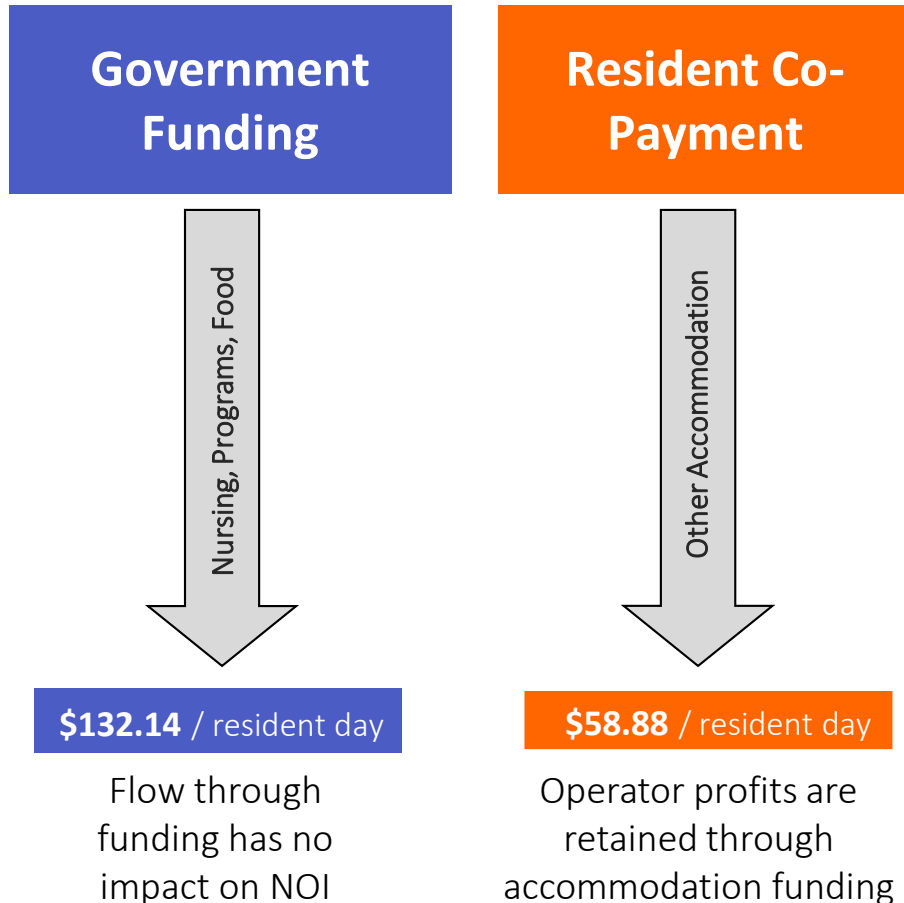 Government
Funding
Nursing, Programs, Food
$132.14 / resident day
Flow through
funding has no
impact on NOI
Resident Co-
Payment
Other Accommodation
$58.88 / resident day
Operator profits are
retained through
accommodation funding